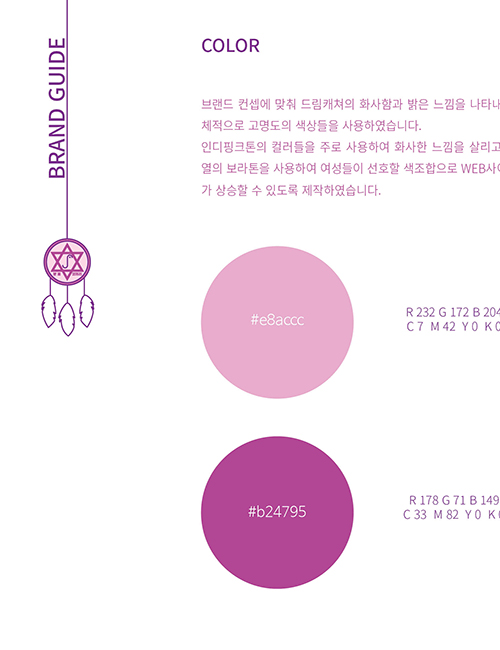 BRAND GUIDE
COLOR
브랜드 컨셉에 맞춰 드림캐쳐의 화사함과 밝은 느낌을 나타내
체적으로 고명도의 색상들을 사용하였습니다.
인디핑크톤의 컬러들을 주로 사용하여 화사한 느낌을 살리고
열의 보라톤을 사용하여 여성들이 선호할 색조합으로 WEB사이
가 상승할 수 있도록 제작하였습니다.
#e8accc
R 232 G 172 B 204
C 7 M 42 Y 0 K 0
#b24795
R 178 G 71 B 149
C 33 M 82 Y 0 K